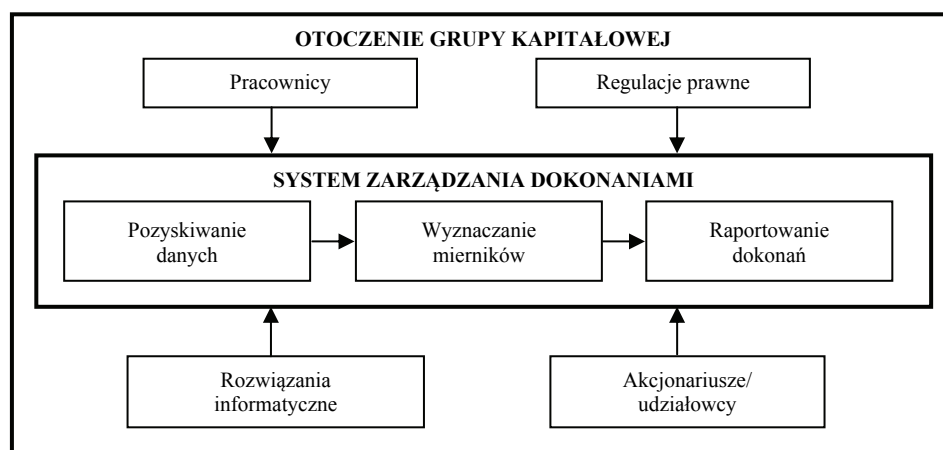 OTOCZENIE GRUPY KAPITAŁOWEJ
Pracownicy
Regulacje prawne
SYSTEM ZARZĄDZANIA DOKONANIAMI
Pozyskiwanie
danych
Wyznaczanie
mierników
Raportowanie
dokonań
Rozwiązania
informatyczne
Akcjonariusze/
udziałowcy